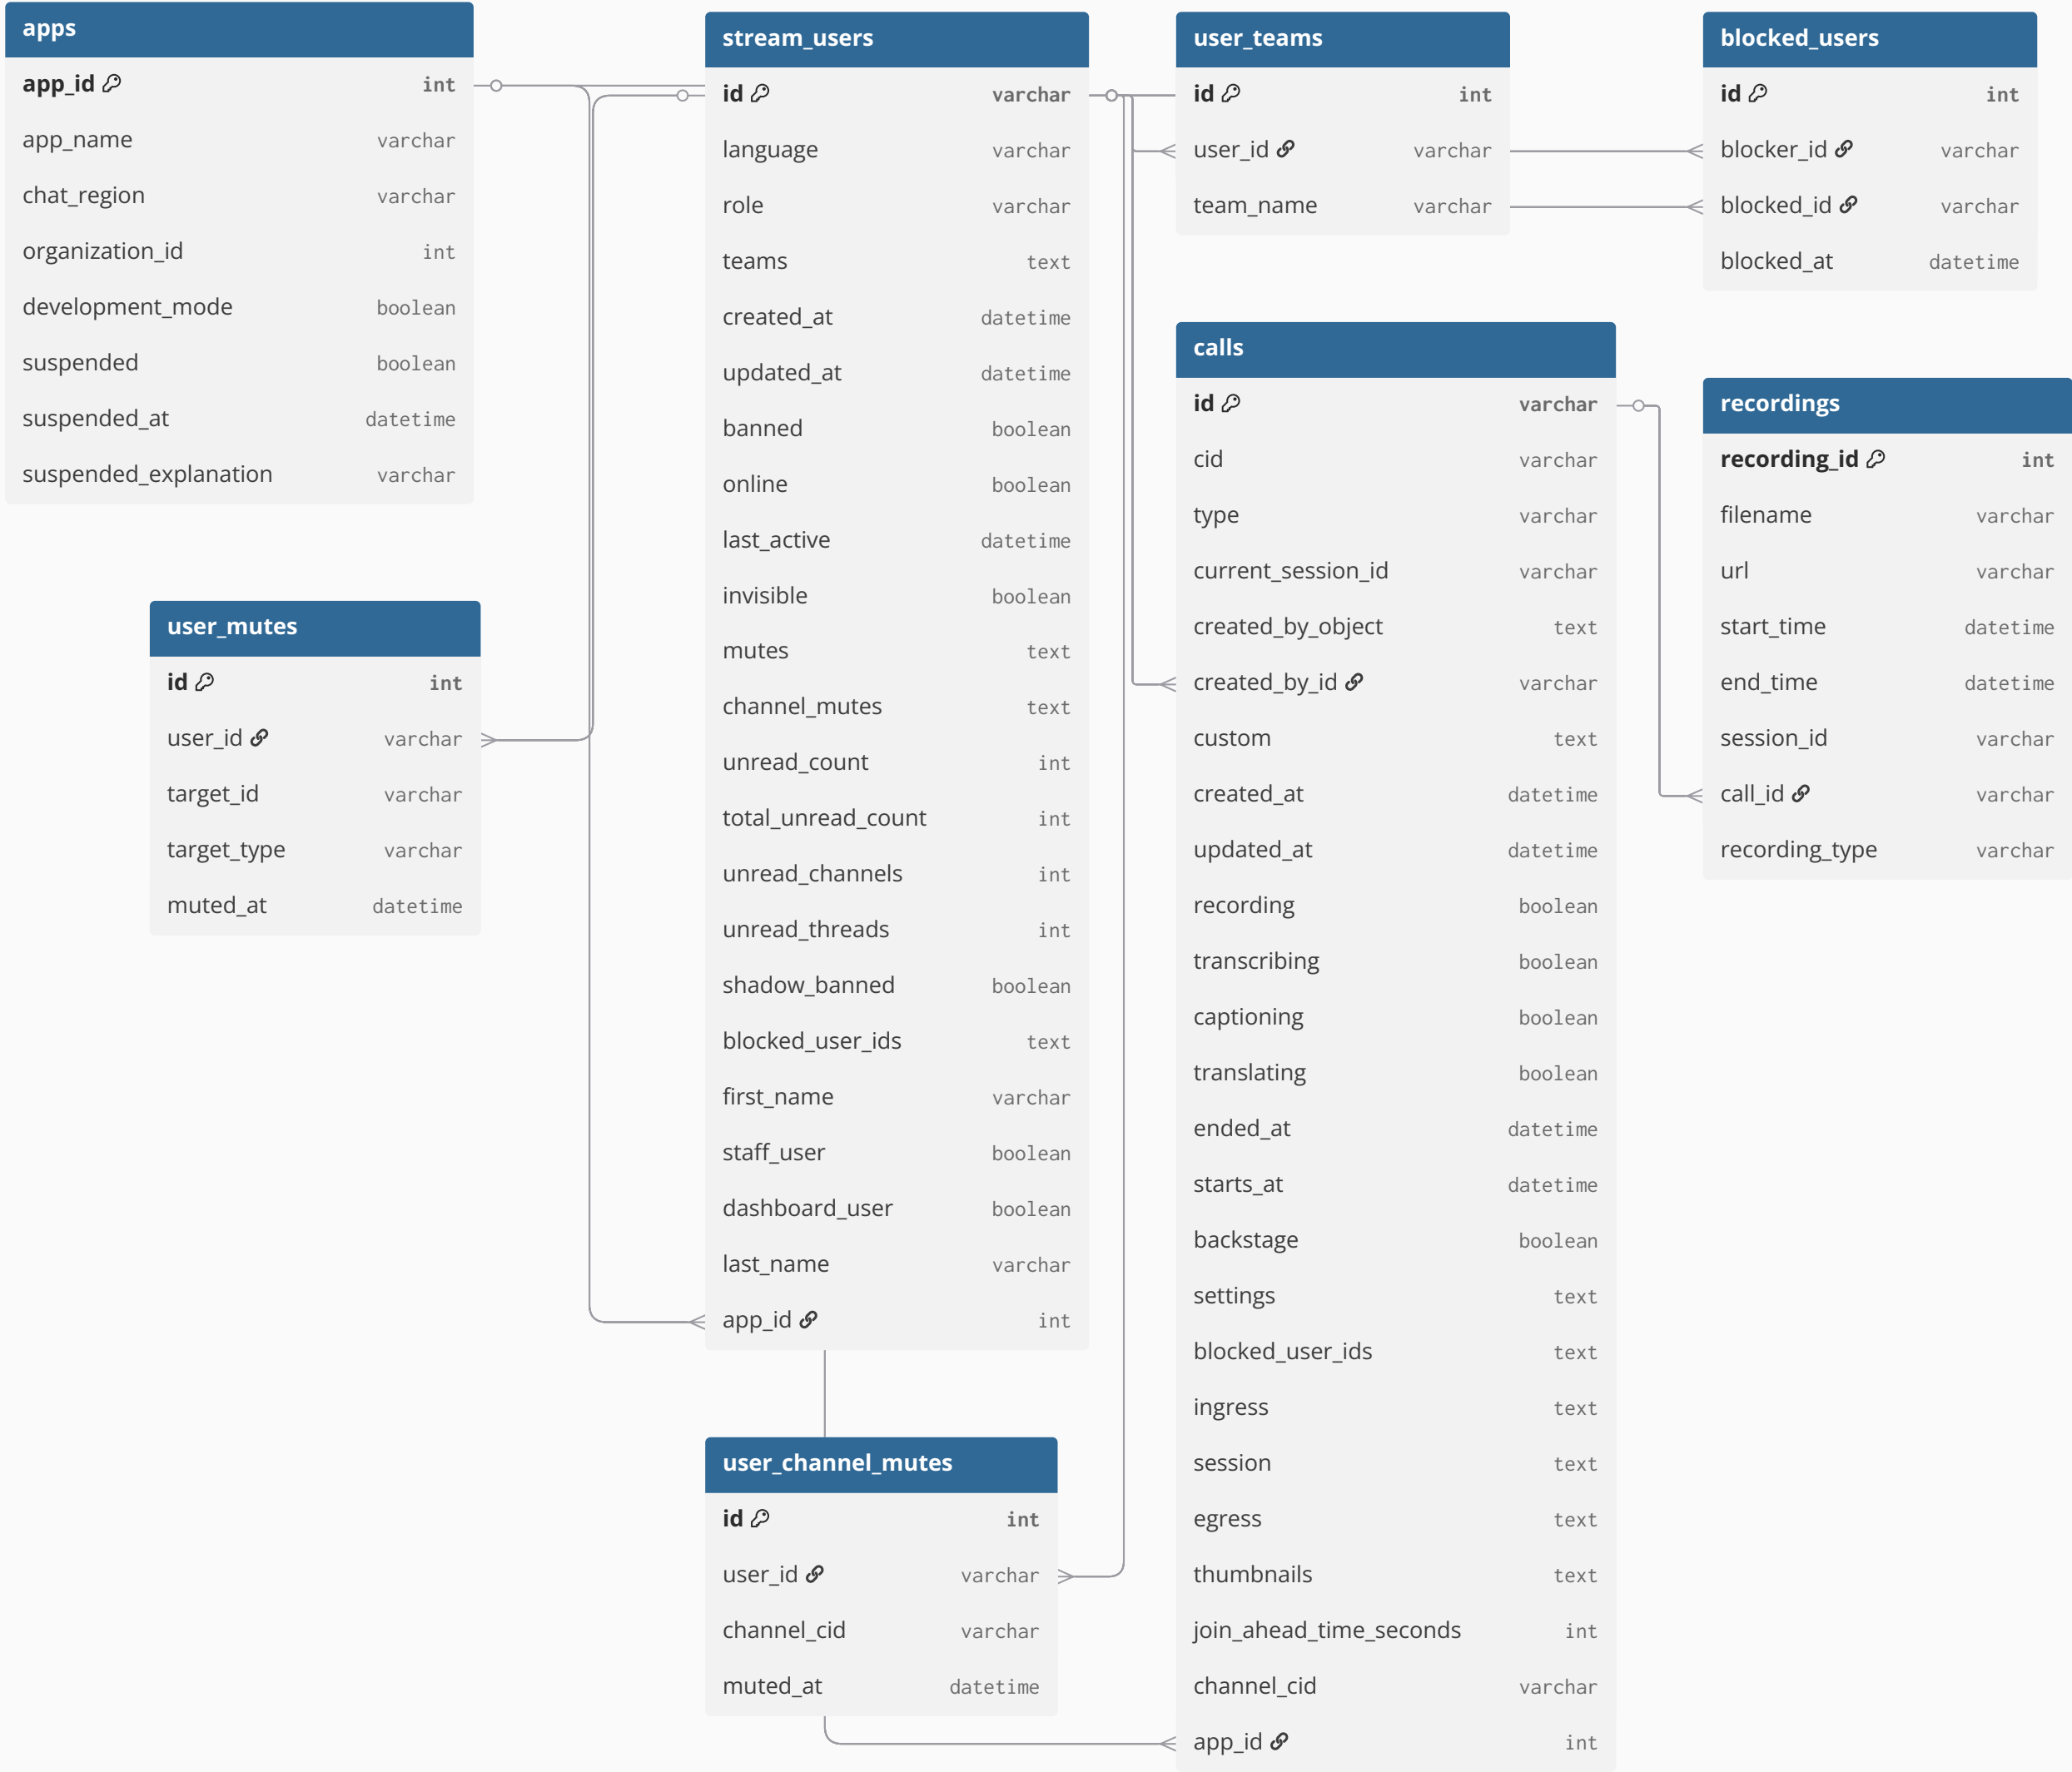 apps
app_id int
app_name varchar
chat_region varchar
organization_id int
development_mode boolean
suspended boolean
suspended_at datetime
suspended_explanation varchar
user_mutes
id int
user_id varchar
target_id varchar
target_type varchar
muted_at datetime
stream_users
id varchar
language varchar
role varchar
teams text
created_at datetime
updated_at datetime
banned boolean
online boolean
last_active datetime
invisible boolean
mutes text
channel_mutes text
unread_count int
total_unread_count int
unread_channels int
unread_threads int
shadow_banned boolean
blocked_user_ids text
first_name varchar
staff_user boolean
dashboard_user boolean
last_name varchar
app_id int
user_channel_mutes
id int
user_id varchar
channel_cid varchar
muted_at datetime
user_teams
id int
user_id varchar
team_name varchar
calls
id varchar
cid varchar
type varchar
current_session_id varchar
created_by_object text
created_by_id varchar
custom text
created_at datetime
updated_at datetime
recording boolean
transcribing boolean
captioning boolean
translating boolean
ended_at datetime
starts_at datetime
backstage boolean
settings text
blocked_user_ids text
ingress text
session text
egress text
thumbnails text
join_ahead_time_seconds int
channel_cid varchar
app_id int
blocked_users
id int
blocker_id varchar
blocked_id varchar
blocked_at datetime
recordings
recording_id int
filename varchar
url varchar
start_time datetime
end_time datetime
session_id varchar
call_id varchar
recording_type varchar